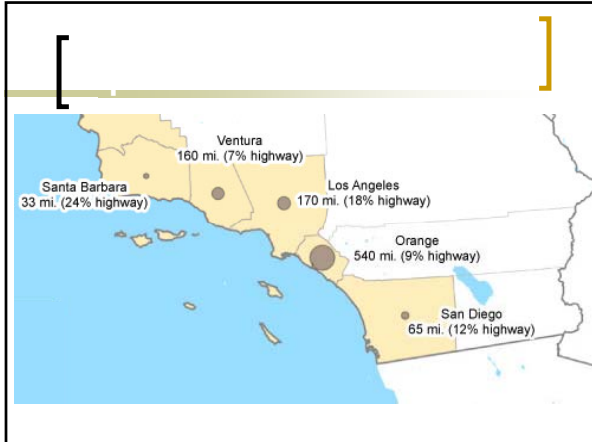 Ventura
160 mi. (7% highway)
Santa Barbara
33 mi. (24% highway)
Los Angeles
170 mi. (18% highway)
Orange
540 mi. (9% highway)
San Diego
65 mi. (12% highway)